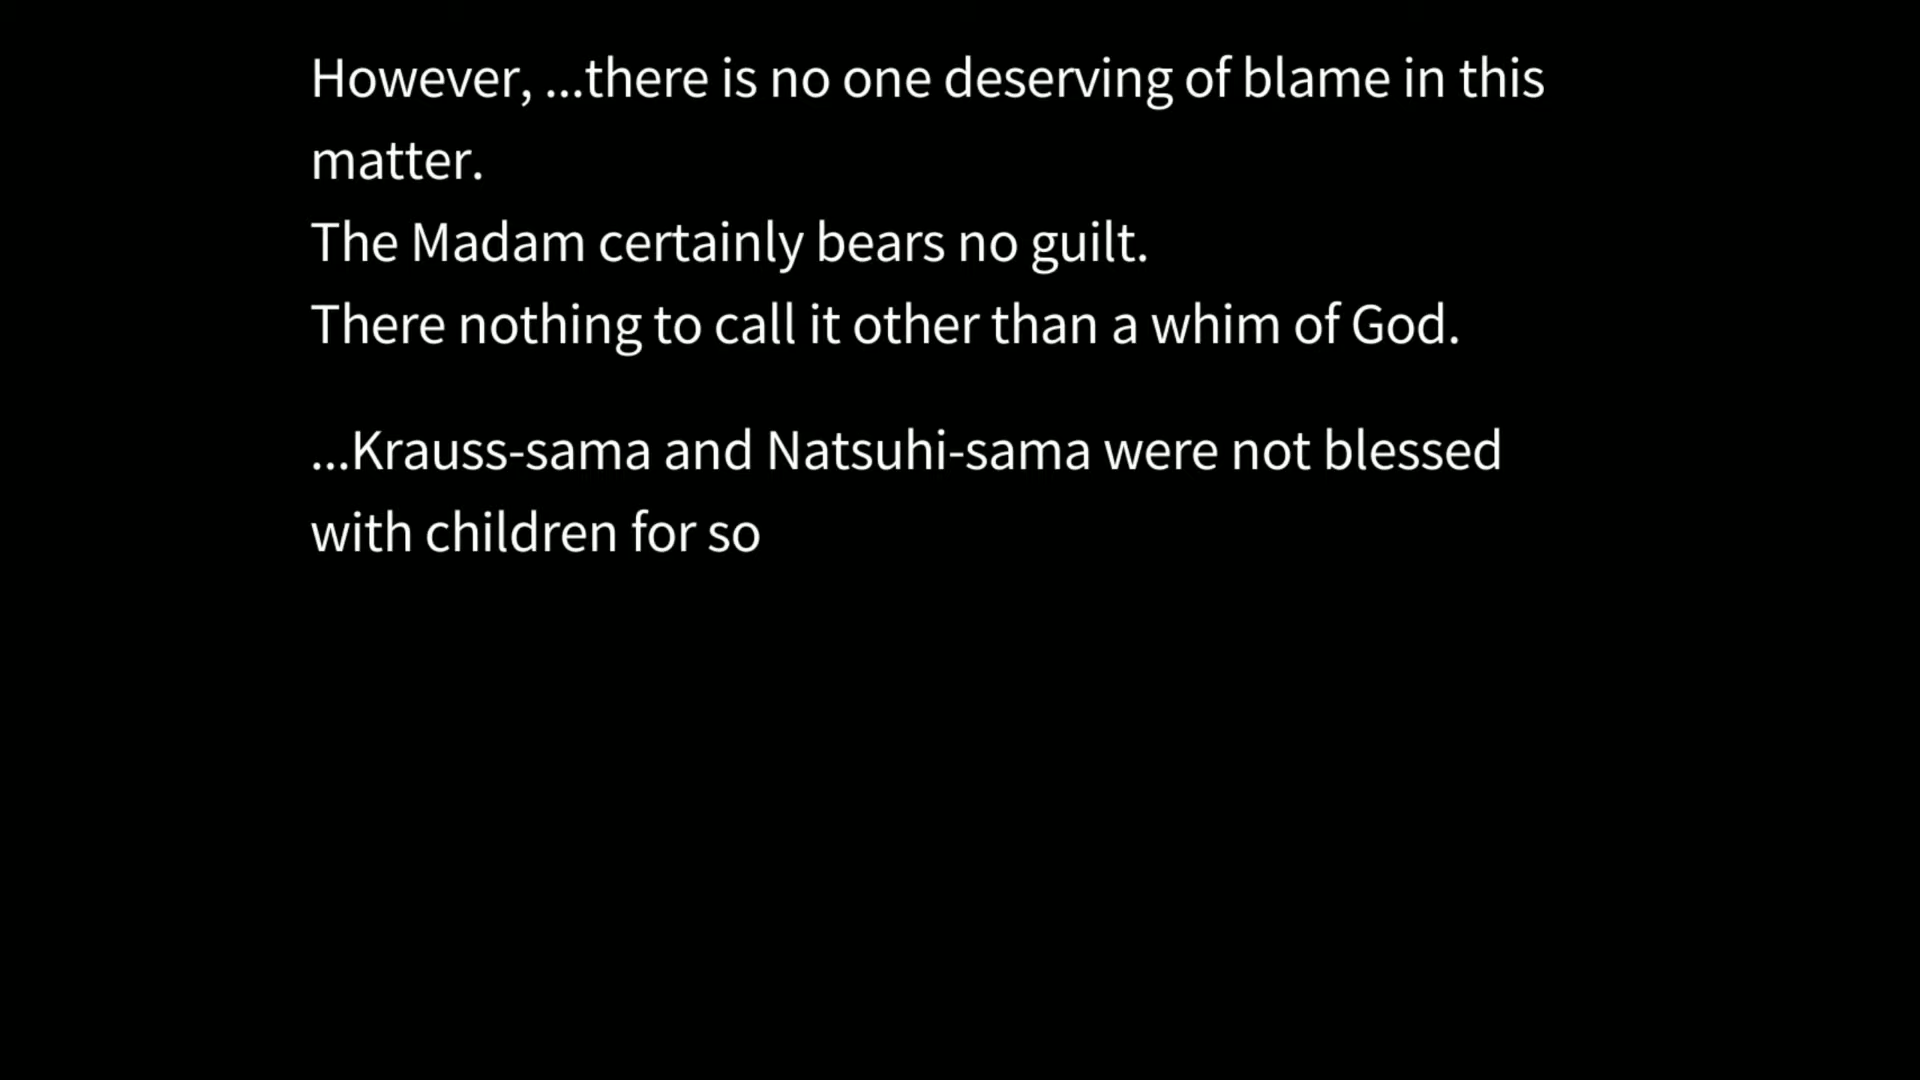 However, ...there is no one deserving of blame in this
matter.
The Madam certainly bears no guilt.
There nothing to call it other than a whim of God.
...Krauss-sama and Natsuhi-sama were not blessed
with children for so